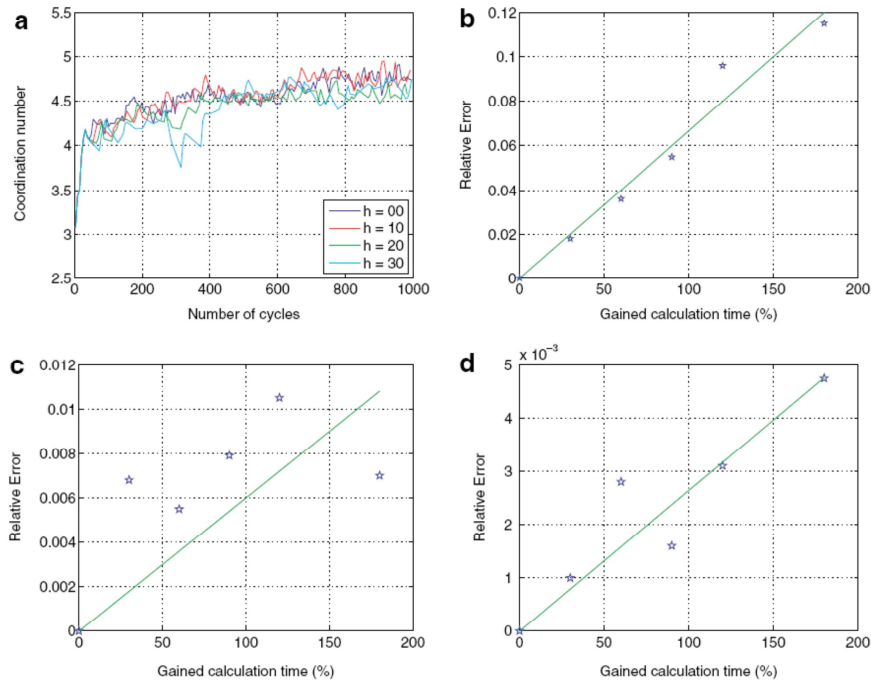 a
5.5
5
4.5
4
3.5
3
2.5
0
200
400
600
800
1000
Coordination number
Number of cycles
h = 00
h = 10
h = 20
h = 30
b
0.12
0.1
0.08
0.06
0.04
0.02
0
0
50
100
150
200
Relative Error
Gained calculation time (%)
c
0.012
0.01
0.008
0.006
0.004
0.002
0
0
50
100
150
200
Relative Error
Gained calculation time (%)
d
x 10⁻³
5
4
3
2
1
0
0
50
100
150
200
Relative Error
Gained calculation time (%)